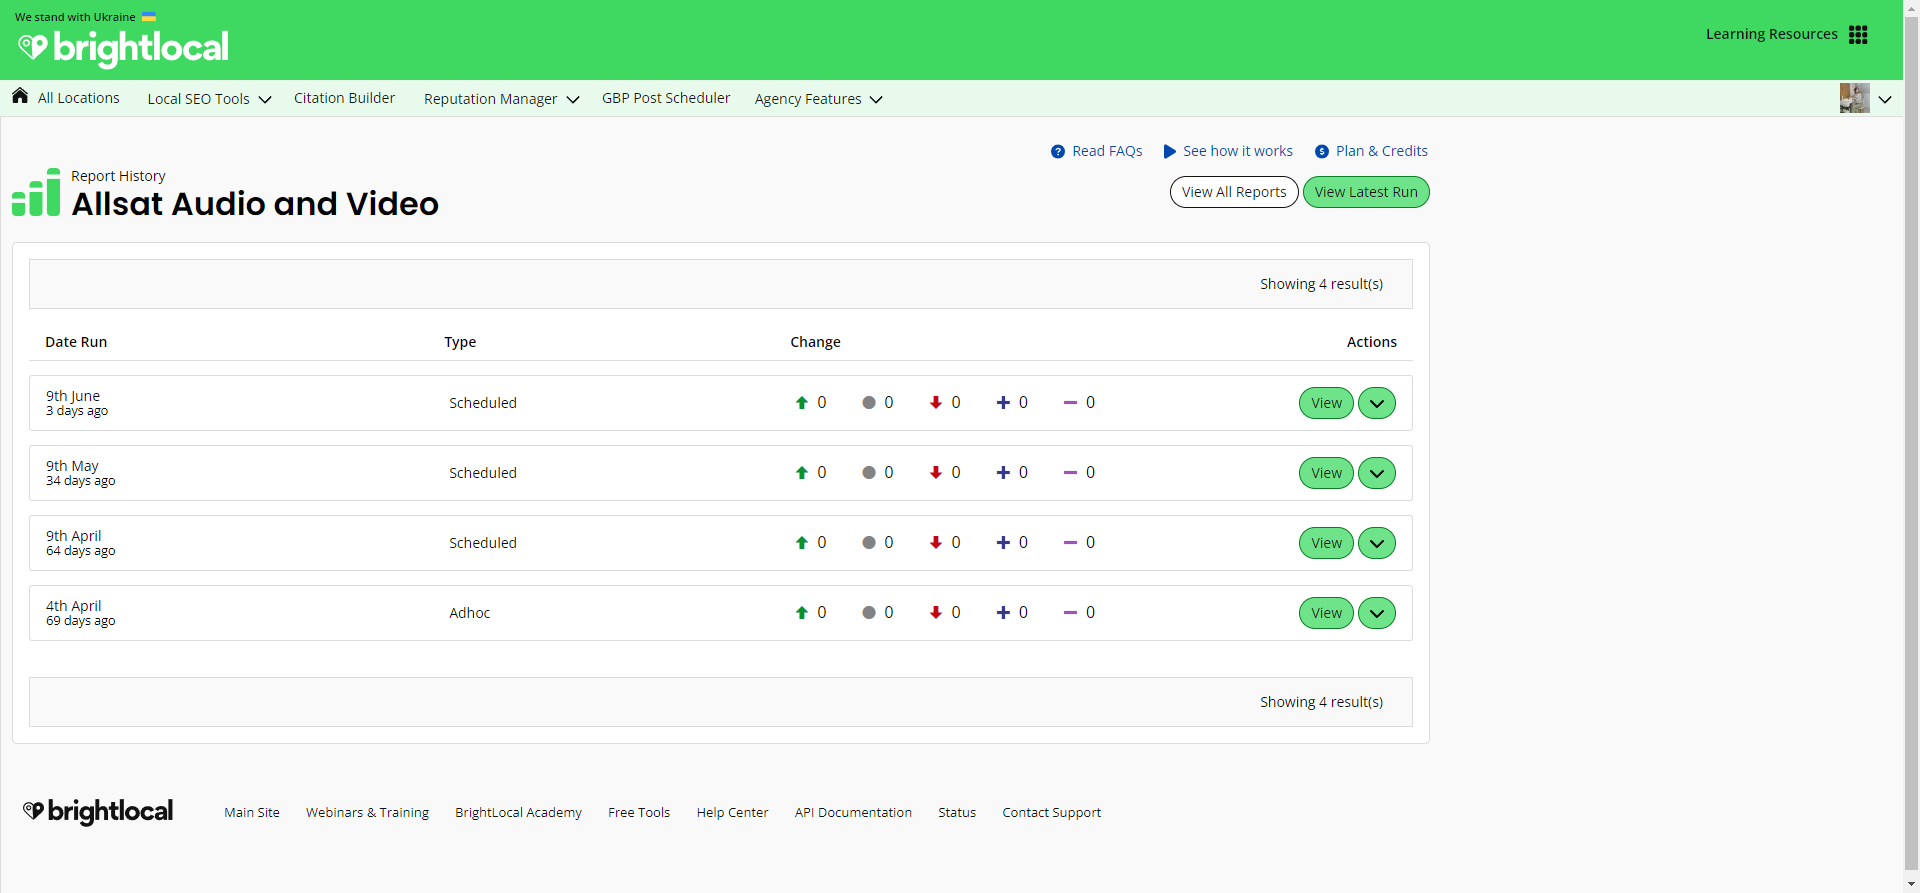 We stand with Ukraine
brightlocal
Learning Resources
All Locations
Local SEO Tools
Citation Builder
Reputation Manager
GBP Post Scheduler
Agency Features
Read FAQs
See how it works
Plan & Credits
Report History
Allsat Audio and Video
View All Reports
View Latest Run
Showing 4 result(s)
Date Run Type Change Actions
9th June
3 days ago
Scheduled 0 0 0 0 0 View
9th May
34 days ago
Scheduled 0 0 0 0 0 View
9th April
64 days ago
Scheduled 0 0 0 0 0 View
4th April
69 days ago
Adhoc 0 0 0 0 0 View
Showing 4 result(s)
brightlocal
Main Site
Webinars & Training
BrightLocal Academy
Free Tools
Help Center
API Documentation
Status
Contact Support